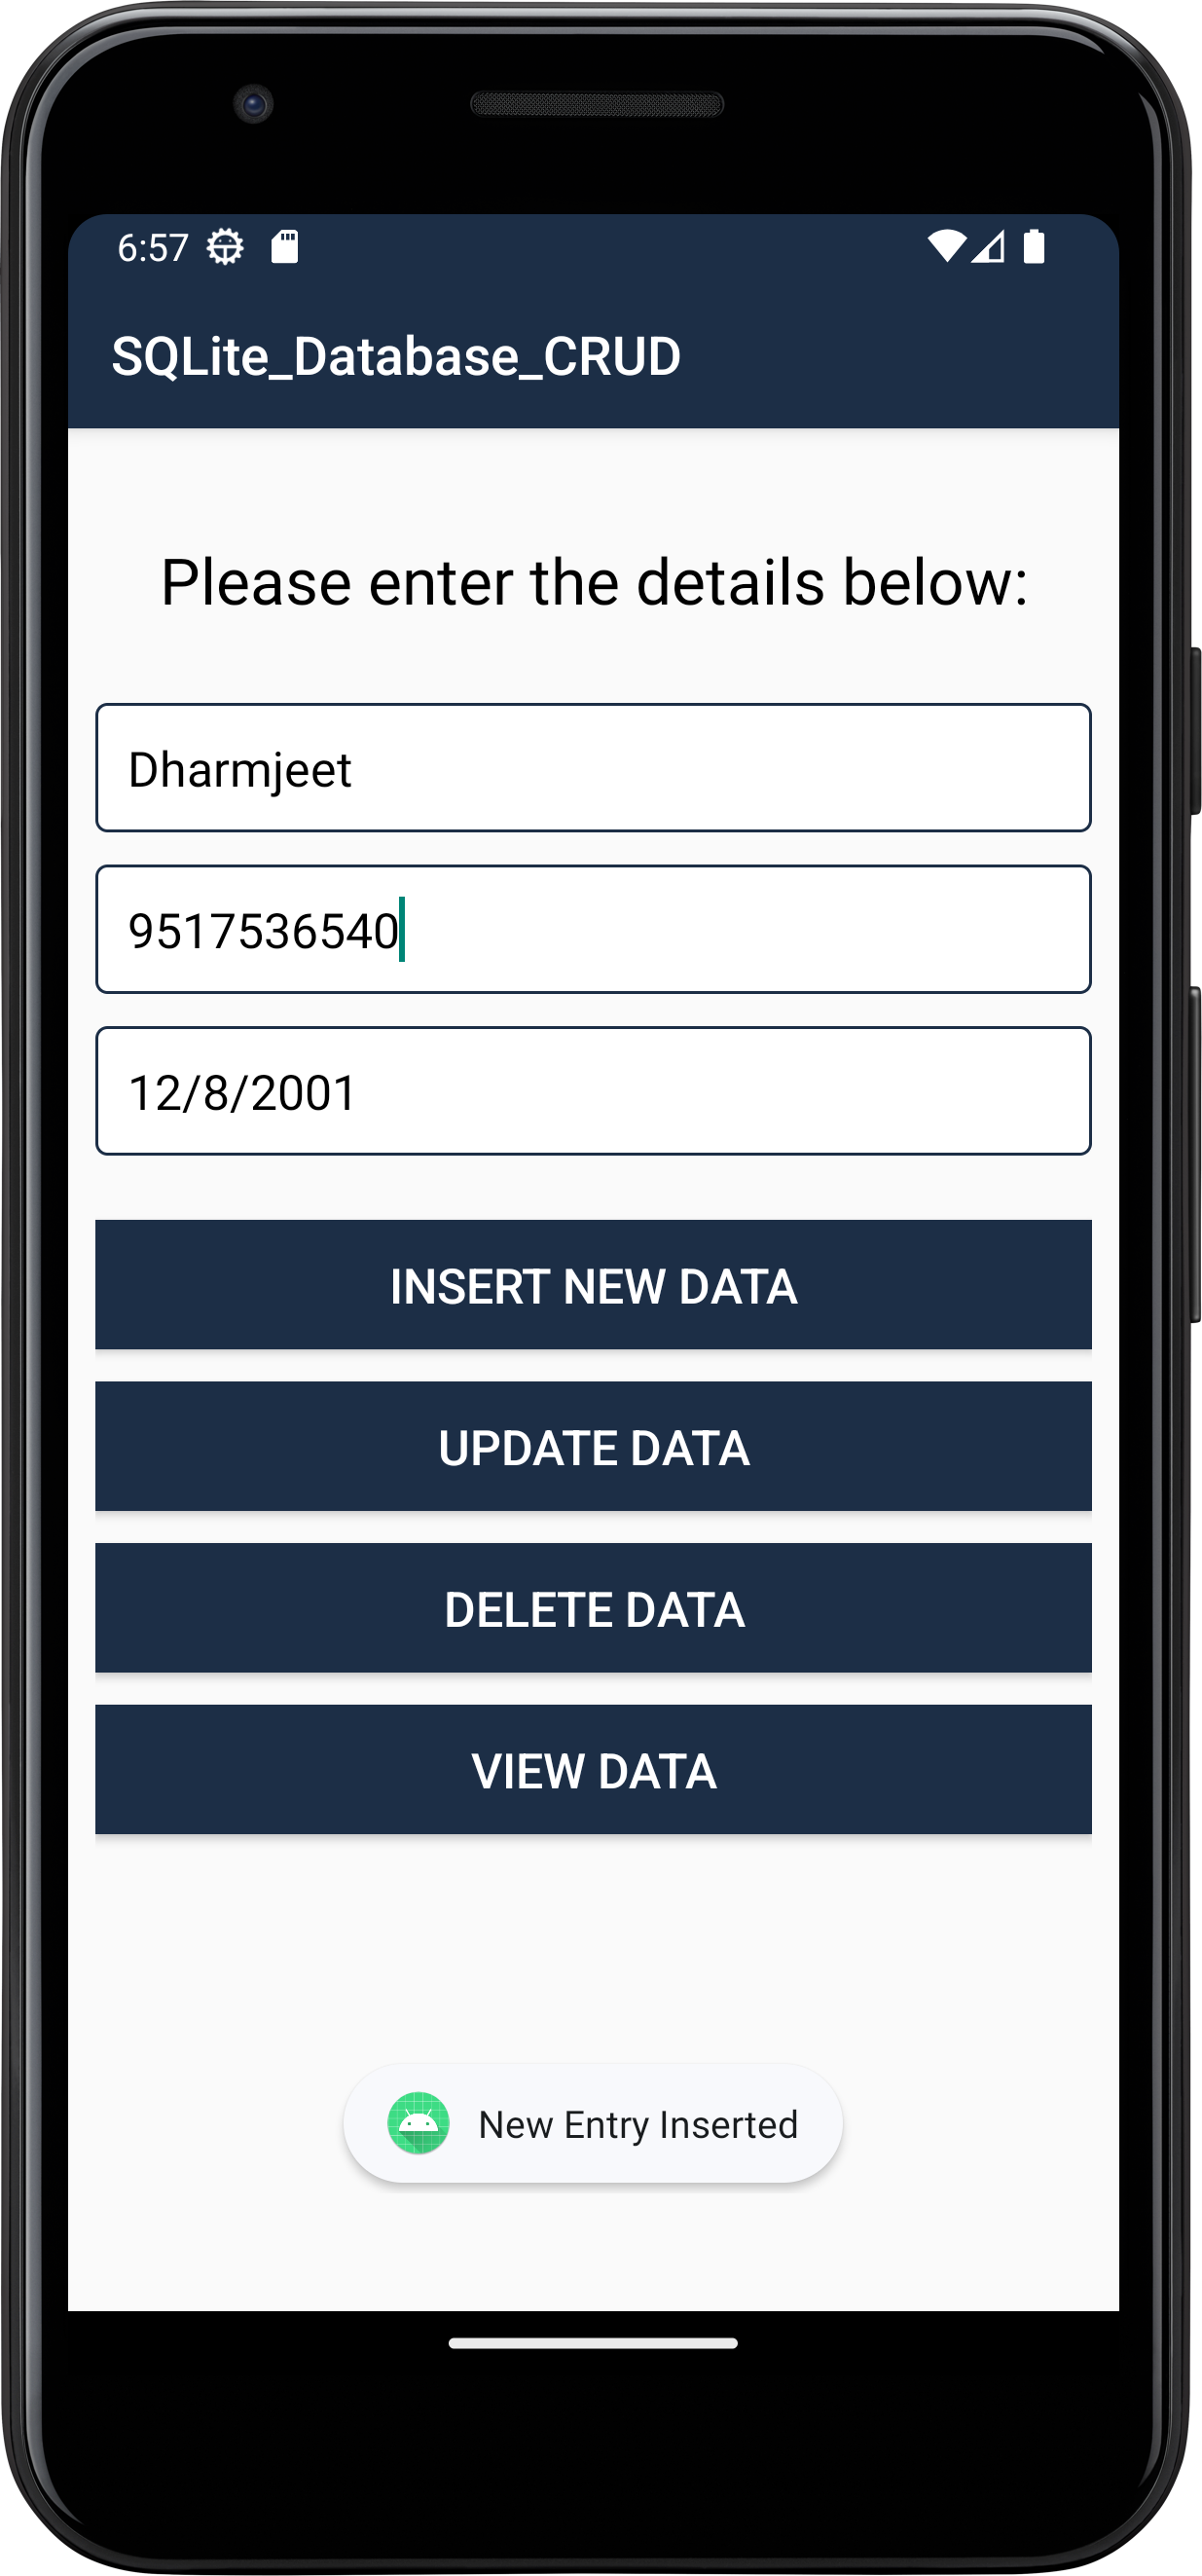 6:57
SQLite_Database_CRUD
Please enter the details below:
Dharmjeet
9517536540
12/8/2001
INSERT NEW DATA
UPDATE DATA
DELETE DATA
VIEW DATA
New Entry Inserted